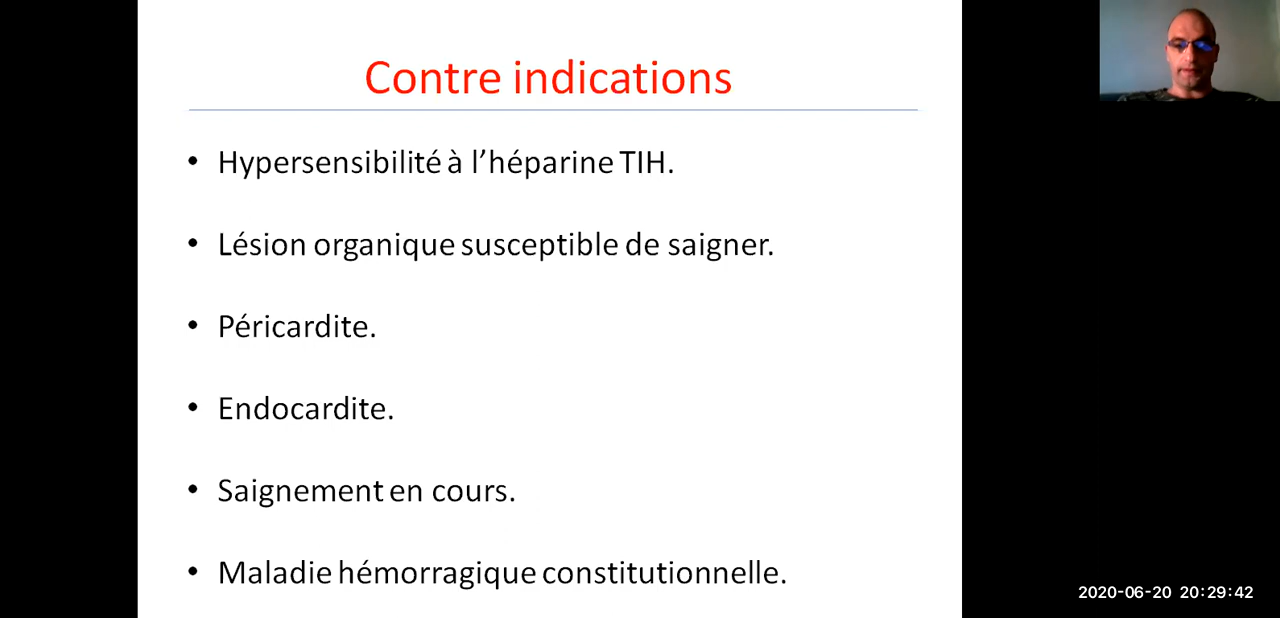 Contre indications
• Hypersensibilité à l’héparine TIH.
• Lésion organique susceptible de saigner.
• Péricardite.
• Endocardite.
• Saignement en cours.
• Maladie hémorragique constitutionnelle.
2020-06-20 20:29:42